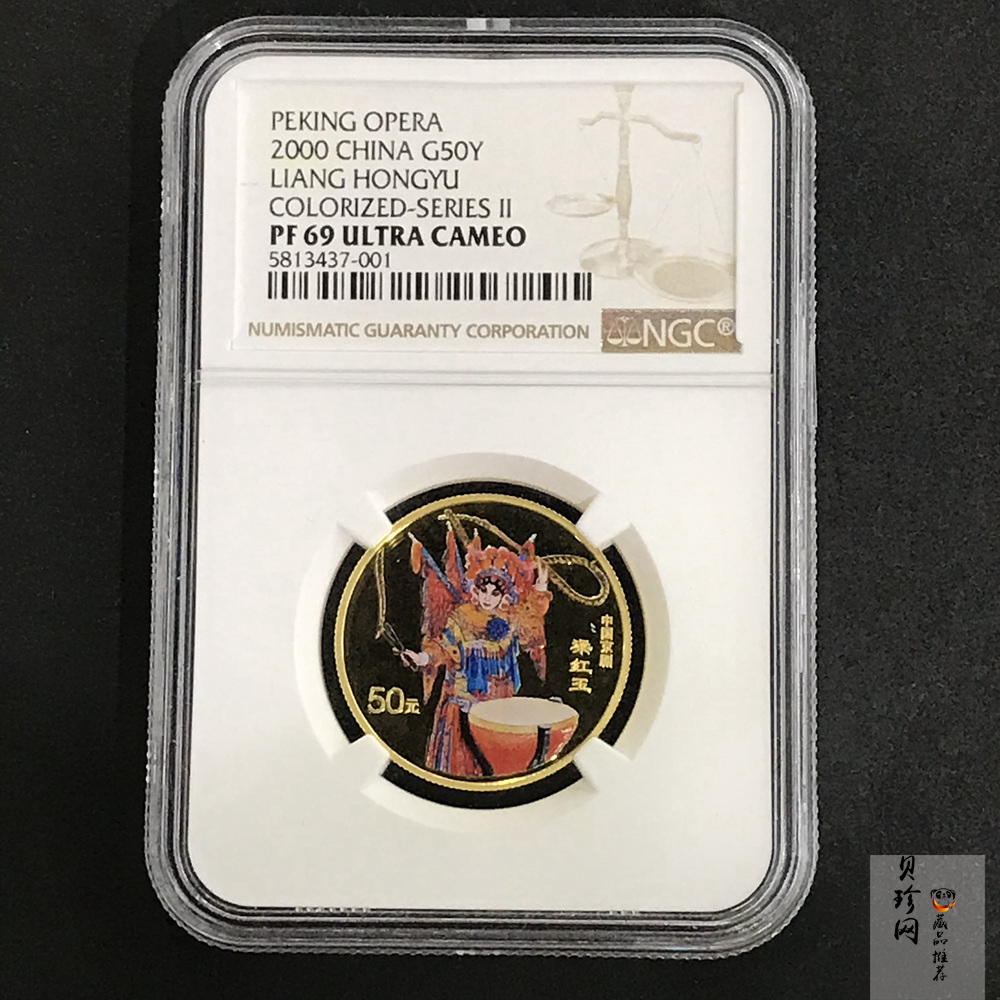 PEKING OPERA
2000 CHINA G50Y
LIANG HONGYU
COLORIZED-SERIES II
PF 69 ULTRA CAMEO
5813437-001
NUMISMATIC GUARANTY CORPORATION
NGC®
中国京剧
梁红玉
50元
贝珍网
藏品推荐